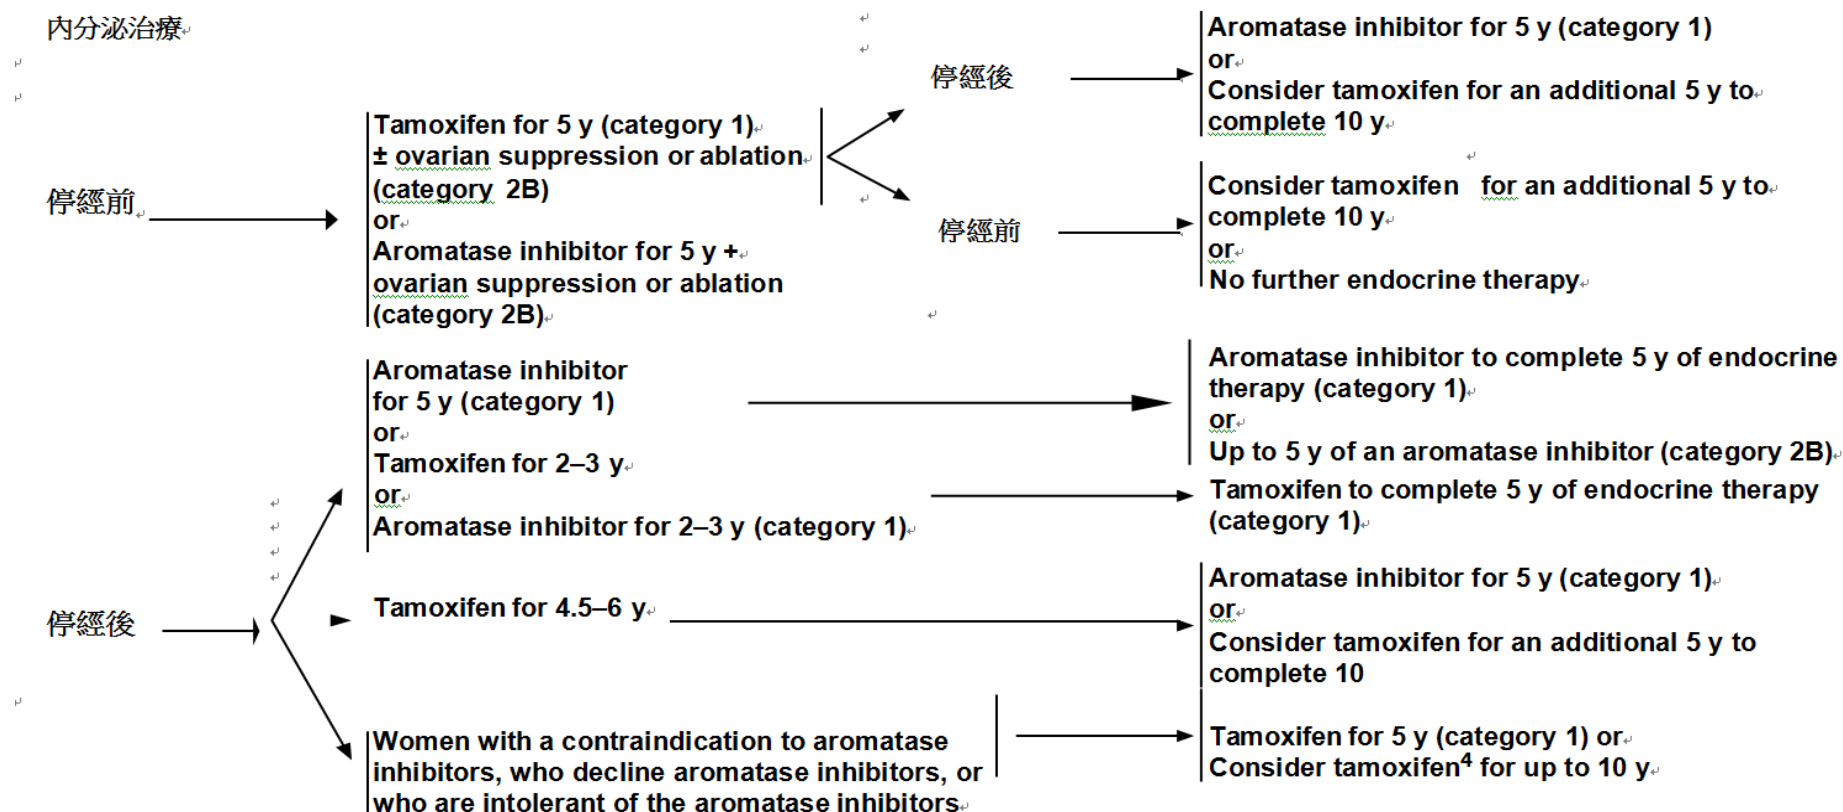 內分泌治療
停經前
Tamoxifen for 5 y (category 1)
± ovarian suppression or ablation
(category 2B)
or
Aromatase inhibitor for 5 y +
ovarian suppression or ablation
(category 2B)
停經後
Aromatase inhibitor for 5 y (category 1)
or
Consider tamoxifen for an additional 5 y to
complete 10 y
停經前
Consider tamoxifen for an additional 5 y to
complete 10 y
or
No further endocrine therapy
停經後
Aromatase inhibitor
for 5 y (category 1)
or
Tamoxifen for 2–3 y
or
Aromatase inhibitor for 2–3 y (category 1)
Aromatase inhibitor to complete 5 y of endocrine
therapy (category 1)
or
Up to 5 y of an aromatase inhibitor (category 2B)
Tamoxifen to complete 5 y of endocrine therapy
(category 1)
Tamoxifen for 4.5–6 y
Aromatase inhibitor for 5 y (category 1)
or
Consider tamoxifen for an additional 5 y to
complete 10
Women with a contraindication to aromatase
inhibitors, who decline aromatase inhibitors, or
who are intolerant of the aromatase inhibitors
Tamoxifen for 5 y (category 1) or
Consider tamoxifen⁴ for up to 10 y